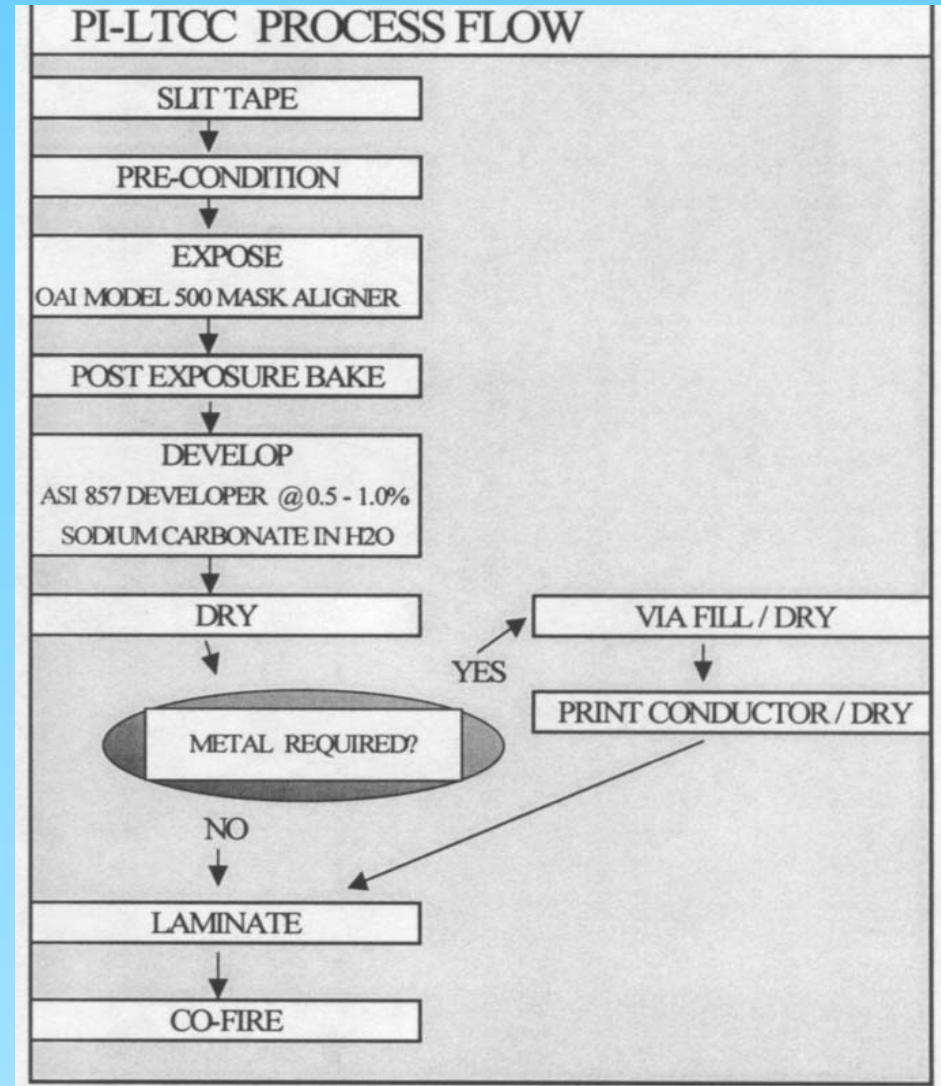 PI-LTCC PROCESS FLOW
SLIT TAPE
PRE-CONDITION
EXPOSE
OAI MODEL 500 MASK ALIGNER
POST EXPOSURE BAKE
DEVELOP
ASI 857 DEVELOPER @ 0.5 - 1.0%
SODIUM CARBONATE IN H2O
DRY
METAL REQUIRED?
YES
VIA FILL / DRY
PRINT CONDUCTOR / DRY
NO
LAMINATE
CO-FIRE